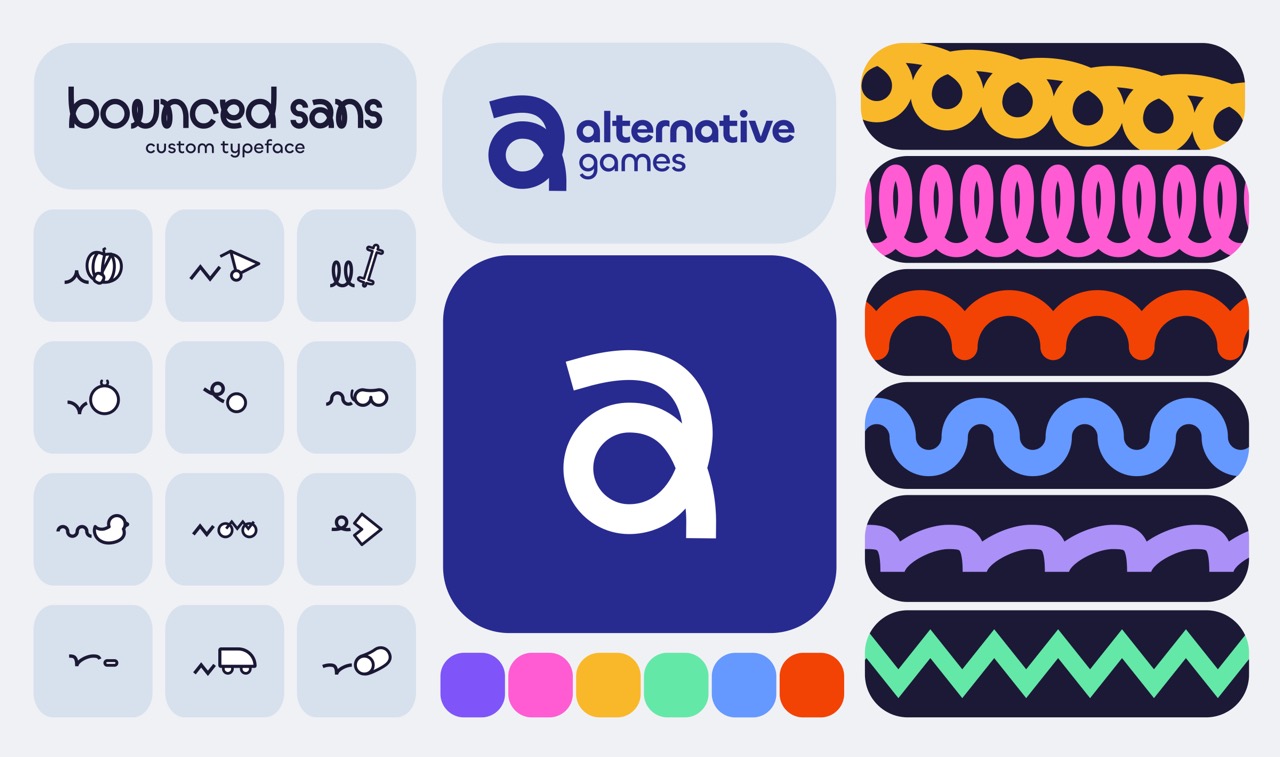 bounced sans
custom typeface
alternative
games
a